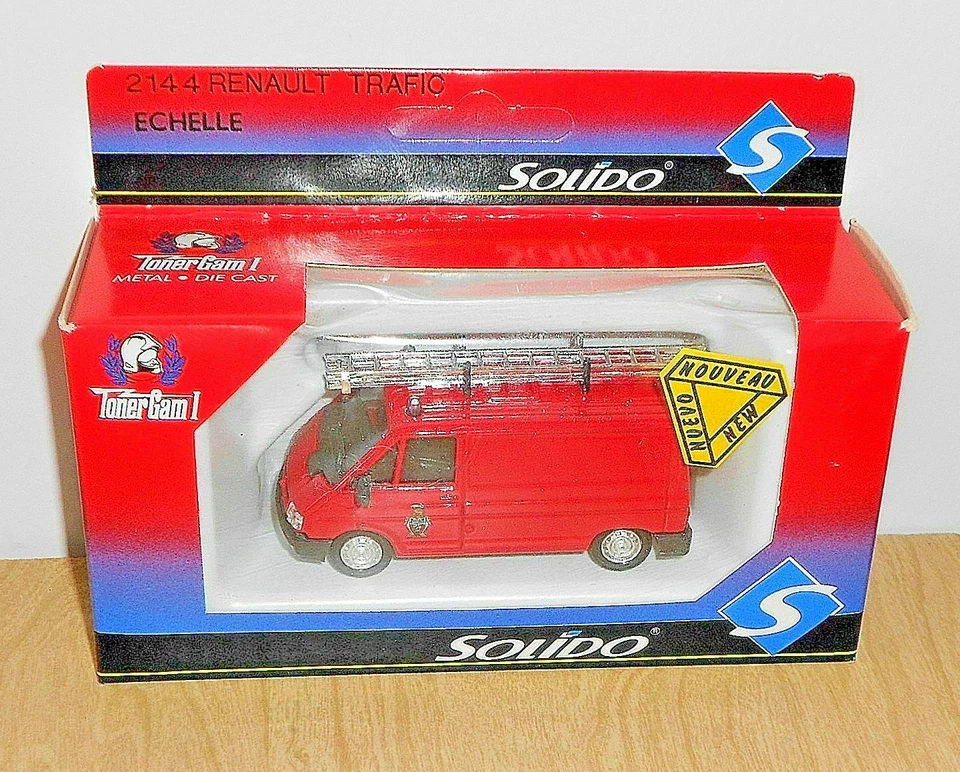 2144 RENAULT TRAFIC
ECHELLE
SOLIDO®
TonerGam I
METAL • DIE CAST
TonerGam I
NOUVEAU
NUEVO
NEW
SOLIDO®